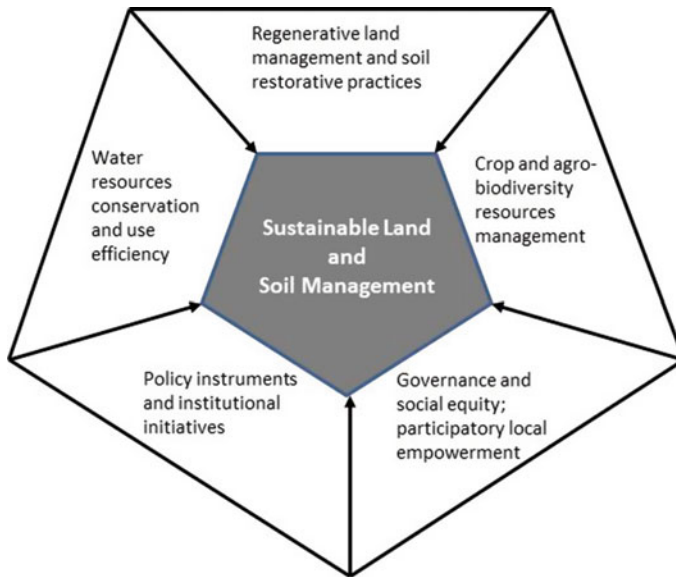 Regenerative land
management and soil
restorative practices
Water
resources
conservation
and use
efficiency
Crop and agro-
biodiversity
resources
management
Sustainable Land
and
Soil Management
Policy instruments
and institutional
initiatives
Governance and
social equity;
participatory local
empowerment